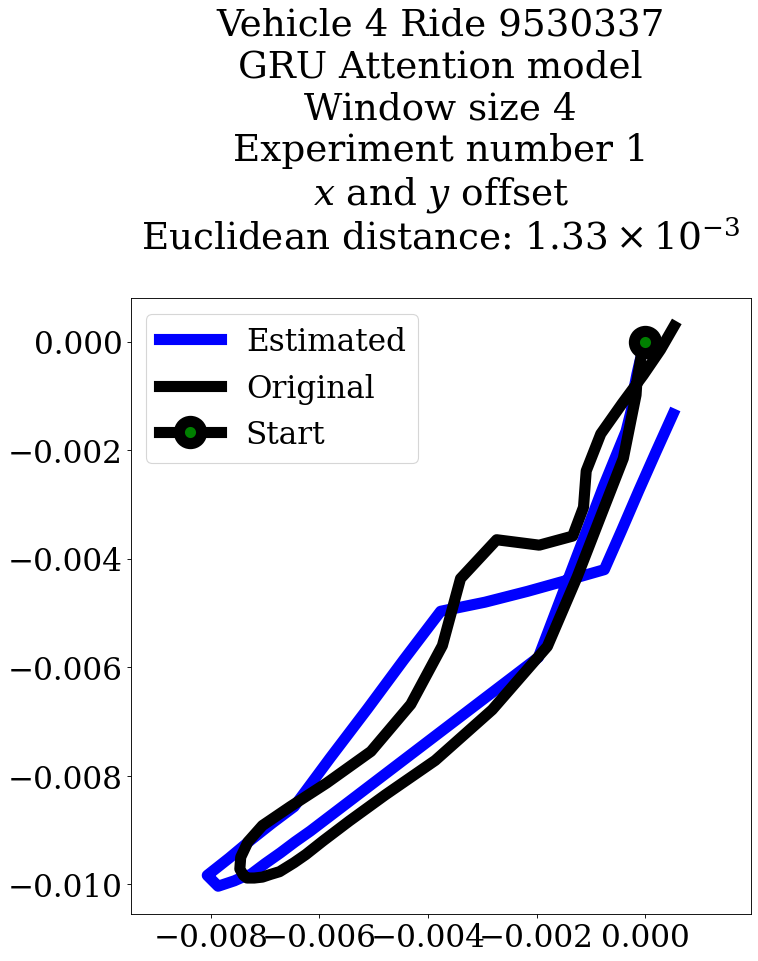 Vehicle 4 Ride 9530337
GRU Attention model
Window size 4
Experiment number 1
x and y offset
Euclidean distance: 1.33 × 10⁻³
Estimated
Original
Start
0.000
−0.002
−0.004
−0.006
−0.008
−0.010
−0.008 −0.006 −0.004 −0.002 0.000